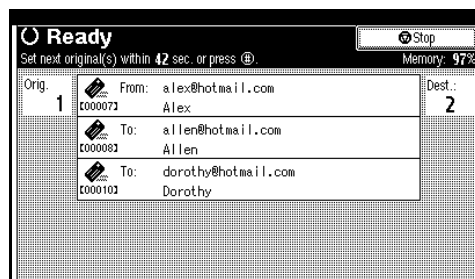 Ready
Stop
Set next original(s) within 42 sec. or press (#).
Memory: 97%
Orig.
1
From: alex@hotmail.com
[00007] Alex
Dest.:
2
To: allen@hotmail.com
[00008] Allen
To: dorothy@hotmail.com
[00010] Dorothy